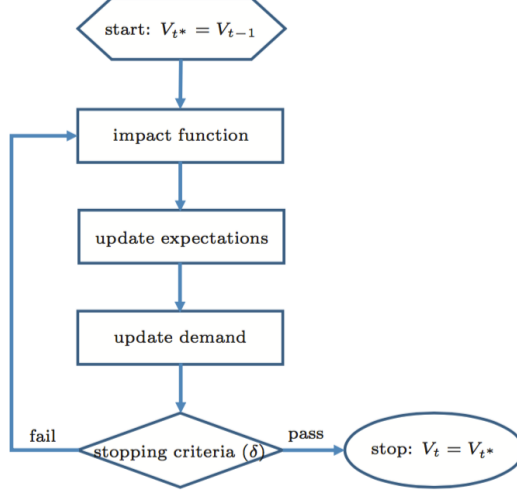 start: $V_{t^*} = V_{t-1}$
impact function
update expectations
update demand
fail
stopping criteria (δ)
pass
stop: $V_t = V_{t^*}$